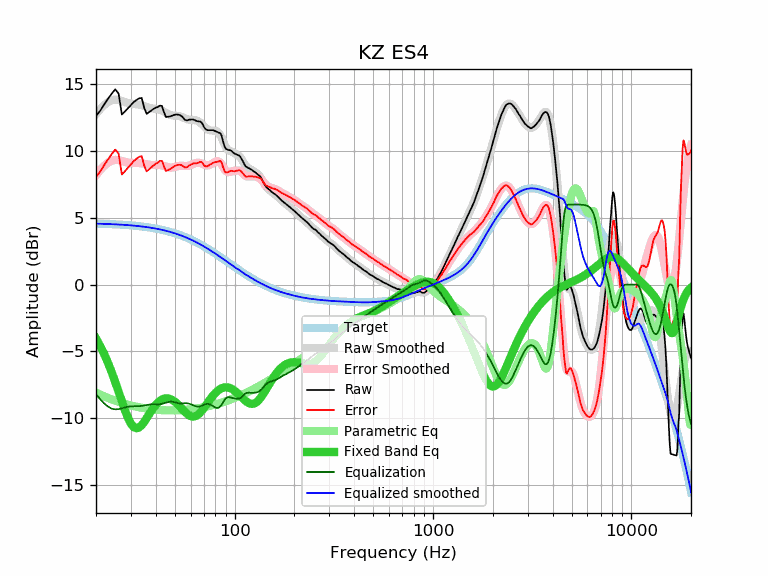 KZ ES4
15
10
5
0
−5
−10
−15
Amplitude (dBr)
Target
Raw Smoothed
Error Smoothed
Raw
Error
Parametric Eq
Fixed Band Eq
Equalization
Equalized smoothed
100
1000
10000
Frequency (Hz)